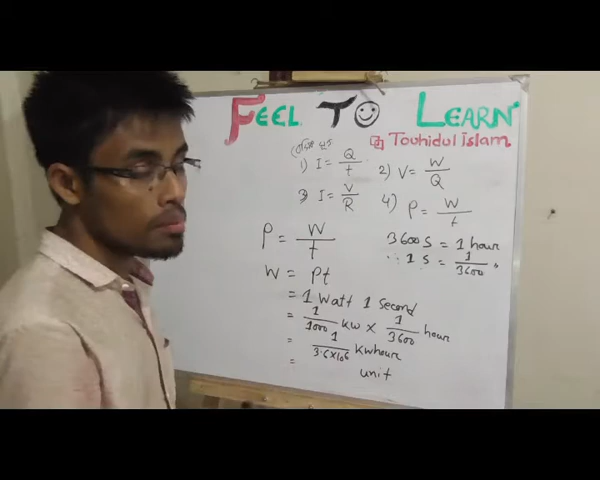 FEEL TO LEARN
Touhidul islam
1) I = Q/t
2) V = W/Q
3) I = V/R
4) P = W/t
P = W/t
3600 s = 1 hour
∴ 1 s = 1/3600 "
W = Pt
= 1 watt 1 second
= 1/1000 kw × 1/3600 hour
= 1/3.6×10⁶ kwhour
= unit